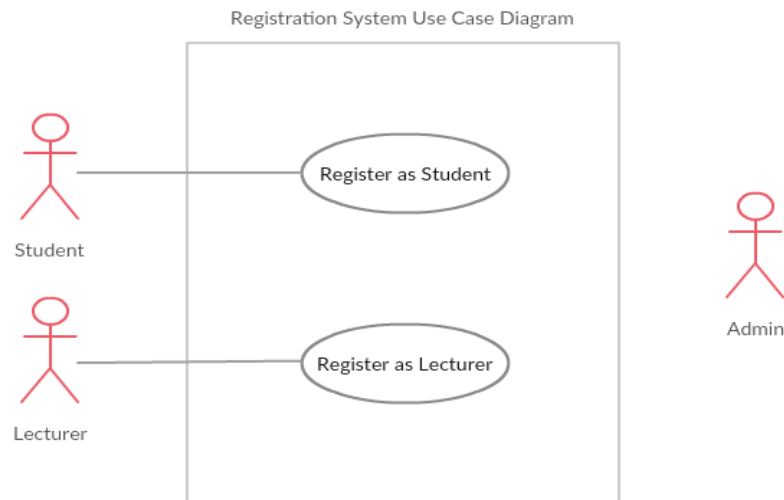 Registration System Use Case Diagram
Register as Student
Student
Admin
Register as Lecturer
Lecturer